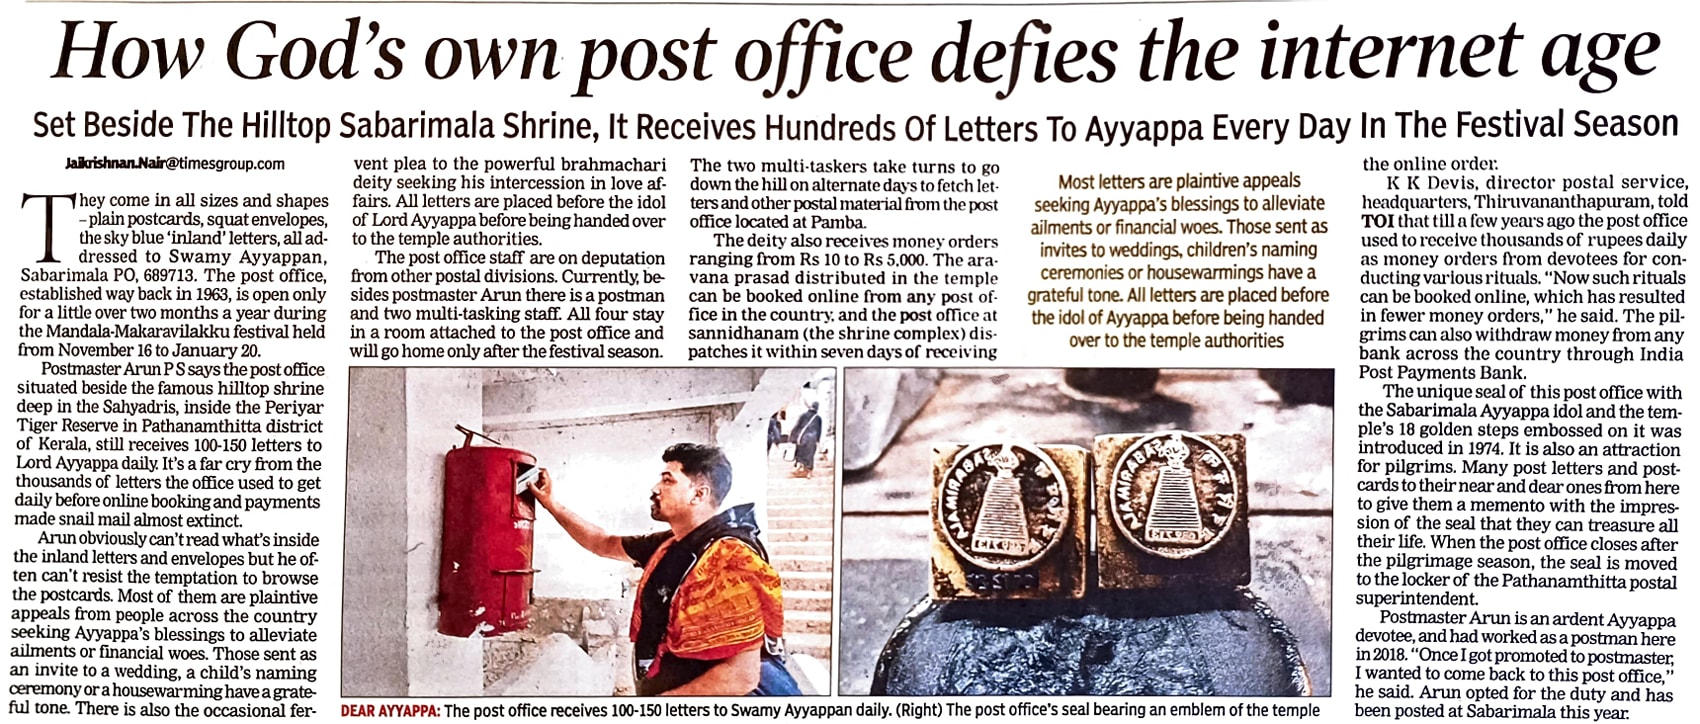 How God's own post office defies the internet age
Set Beside The Hilltop Sabarimala Shrine, It Receives Hundreds Of Letters To Ayyappa Every Day In The Festival Season
Jaikrishnan.Nair@timesgroup.com
They come in all sizes and shapes
– plain postcards, squat envelopes,
the sky blue 'inland' letters, all ad-
dressed to Swamy Ayyappan,
Sabarimala PO, 689713. The post office,
established way back in 1963, is open only
for a little over two months a year during
the Mandala-Makaravilakku festival held
from November 16 to January 20.
Postmaster Arun P S says the post office
situated beside the famous hilltop shrine
deep in the Sahyadris, inside the Periyar
Tiger Reserve in Pathanamthitta district
of Kerala, still receives 100-150 letters to
Lord Ayyappa daily. It's a far cry from the
thousands of letters the office used to get
daily before online booking and payments
made snail mail almost extinct.
Arun obviously can't read what's inside
the inland letters and envelopes but he of-
ten can't resist the temptation to browse
the postcards. Most of them are plaintive
appeals from people across the country
seeking Ayyappa's blessings to alleviate
ailments or financial woes. Those sent as
an invite to a wedding, a child's naming
ceremony or a housewarming have a grate-
ful tone. There is also the occasional fer-
vent plea to the powerful brahmachari
deity seeking his intercession in love af-
fairs. All letters are placed before the idol
of Lord Ayyappa before being handed over
to the temple authorities.
The post office staff are on deputation
from other postal divisions. Currently, be-
sides postmaster Arun there is a postman
and two multi-tasking staff. All four stay
in a room attached to the post office and
will go home only after the festival season.
The two multi-taskers take turns to go
down the hill on alternate days to fetch let-
ters and other postal material from the post
office located at Pamba.
The deity also receives money orders
ranging from Rs 10 to Rs 5,000. The ara-
vana prasad distributed in the temple
can be booked online from any post of-
fice in the country, and the post office at
sannidhanam (the shrine complex) dis-
patches it within seven days of receiving
Most letters are plaintive appeals
seeking Ayyappa's blessings to alleviate
ailments or financial woes. Those sent as
invites to weddings, children's naming
ceremonies or housewarmings have a
grateful tone. All letters are placed before
the idol of Ayyappa before being handed
over to the temple authorities
the online order.
K K Devis, director postal service,
headquarters, Thiruvananthapuram, told
TOI that till a few years ago the post office
used to receive thousands of rupees daily
as money orders from devotees for con-
ducting various rituals. "Now such rituals
can be booked online, which has resulted
in fewer money orders," he said. The pil-
grims can also withdraw money from any
bank across the country through India
Post Payments Bank.
The unique seal of this post office with
the Sabarimala Ayyappa idol and the tem-
ple's 18 golden steps embossed on it was
introduced in 1974. It is also an attraction
for pilgrims. Many post letters and post-
cards to their near and dear ones from here
to give them a memento with the impres-
sion of the seal that they can treasure all
their life. When the post office closes after
the pilgrimage season, the seal is moved
to the locker of the Pathanamthitta postal
superintendent.
Postmaster Arun is an ardent Ayyappa
devotee, and had worked as a postman here
in 2018. "Once I got promoted to postmaster,
I wanted to come back to this post office,"
he said. Arun opted for the duty and has
been posted at Sabarimala this year.
DEAR AYYAPPA: The post office receives 100-150 letters to Swamy Ayyappan daily. (Right) The post office's seal bearing an emblem of the temple